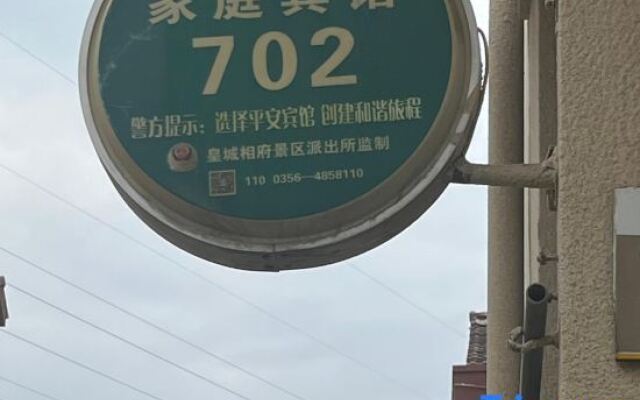 家庭宾馆
702
警方提示：选择平安宾馆 创建和谐旅程
皇城相府景区派出所监制
110 0356—4858110